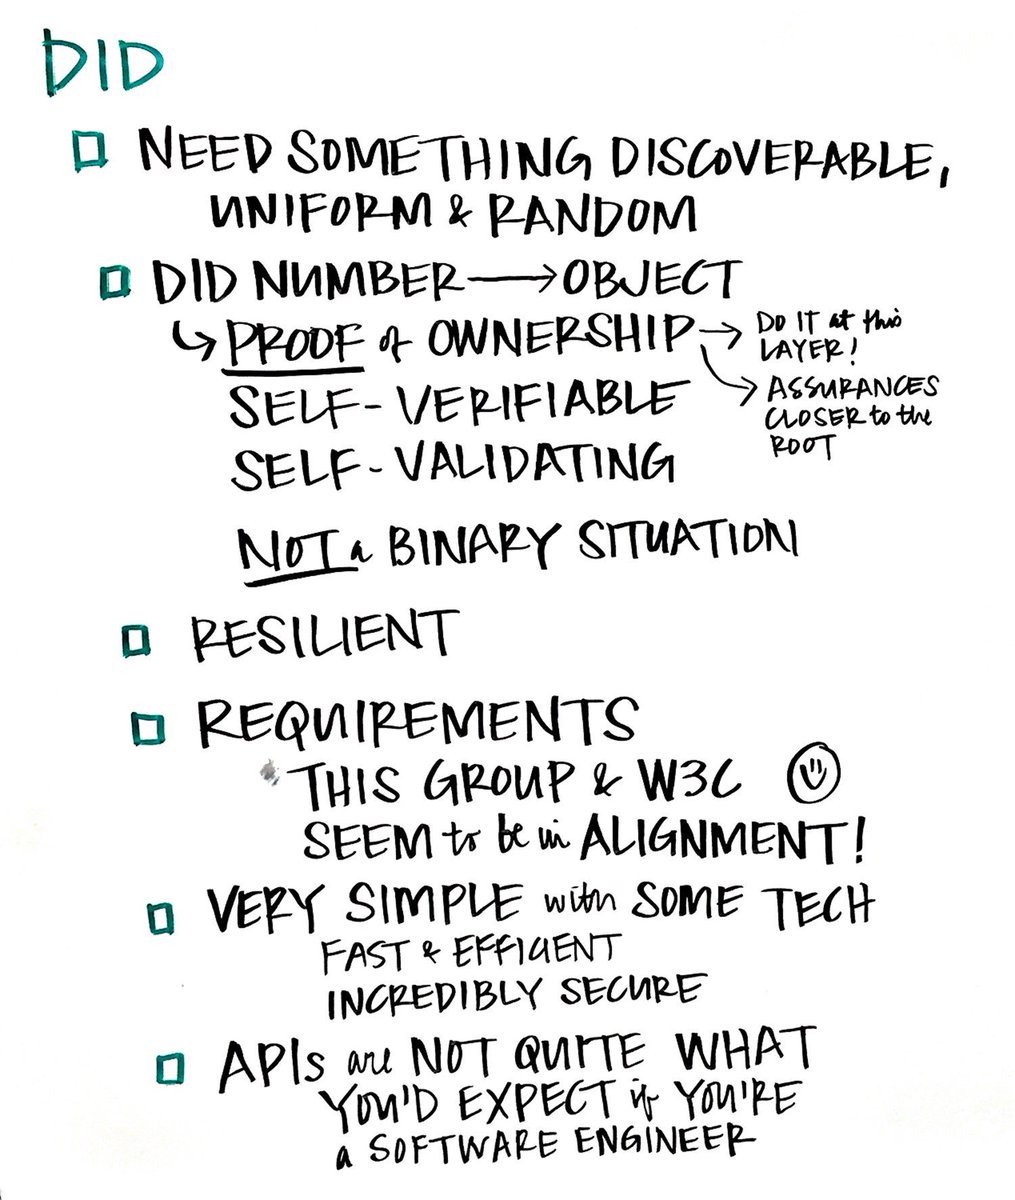 DID
NEED SOMETHING DISCOVERABLE,
UNIFORM & RANDOM
DID NUMBER → OBJECT
↳ PROOF of OWNERSHIP → DO IT at this
LAYER!
→ ASSURANCES
CLOSER to the
ROOT
SELF-VERIFIABLE
SELF-VALIDATING
NOT a BINARY SITUATION
RESILIENT
REQUIREMENTS
THIS GROUP & W3C
SEEM to be in ALIGNMENT!
VERY SIMPLE with SOME TECH
FAST & EFFICIENT
INCREDIBLY SECURE
APIs are NOT QUITE WHAT
YOU'D EXPECT if YOU'RE
a SOFTWARE ENGINEER